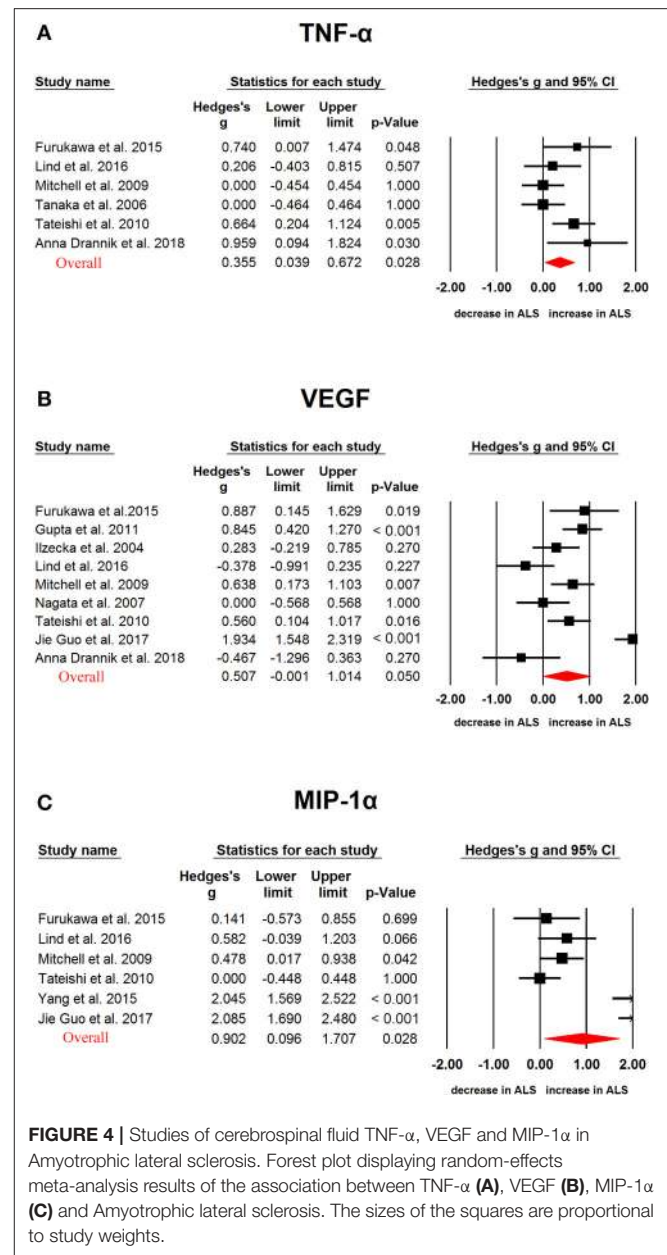 A TNF-α
Study name Statistics for each study Hedges's g and 95% CI
Hedges's g Lower limit Upper limit p-Value
Furukawa et al. 2015 0.740 0.007 1.474 0.048
Lind et al. 2016 0.206 -0.403 0.815 0.507
Mitchell et al. 2009 0.000 -0.454 0.454 1.000
Tanaka et al. 2006 0.000 -0.464 0.464 1.000
Tateishi et al. 2010 0.664 0.204 1.124 0.005
Anna Drannik et al. 2018 0.959 0.094 1.824 0.030
Overall 0.355 0.039 0.672 0.028
-2.00 -1.00 0.00 1.00 2.00
decrease in ALS increase in ALS
B VEGF
Study name Statistics for each study Hedges's g and 95% CI
Hedges's g Lower limit Upper limit p-Value
Furukawa et al.2015 0.887 0.145 1.629 0.019
Gupta et al. 2011 0.845 0.420 1.270 < 0.001
Ilzecka et al. 2004 0.283 -0.219 0.785 0.270
Lind et al. 2016 -0.378 -0.991 0.235 0.227
Mitchell et al. 2009 0.638 0.173 1.103 0.007
Nagata et al. 2007 0.000 -0.568 0.568 1.000
Tateishi et al. 2010 0.560 0.104 1.017 0.016
Jie Guo et al. 2017 1.934 1.548 2.319 < 0.001
Anna Drannik et al. 2018 -0.467 -1.296 0.363 0.270
Overall 0.507 -0.001 1.014 0.050
-2.00 -1.00 0.00 1.00 2.00
decrease in ALS increase in ALS
C MIP-1α
Study name Statistics for each study Hedges's g and 95% CI
Hedges's g Lower limit Upper limit p-Value
Furukawa et al. 2015 0.141 -0.573 0.855 0.699
Lind et al. 2016 0.582 -0.039 1.203 0.066
Mitchell et al. 2009 0.478 0.017 0.938 0.042
Tateishi et al. 2010 0.000 -0.448 0.448 1.000
Yang et al. 2015 2.045 1.569 2.522 < 0.001
Jie Guo et al. 2017 2.085 1.690 2.480 < 0.001
Overall 0.902 0.096 1.707 0.028
-2.00 -1.00 0.00 1.00 2.00
decrease in ALS increase in ALS
FIGURE 4 | Studies of cerebrospinal fluid TNF-α, VEGF and MIP-1α in
Amyotrophic lateral sclerosis. Forest plot displaying random-effects
meta-analysis results of the association between TNF-α (A), VEGF (B), MIP-1α
(C) and Amyotrophic lateral sclerosis. The sizes of the squares are proportional
to study weights.